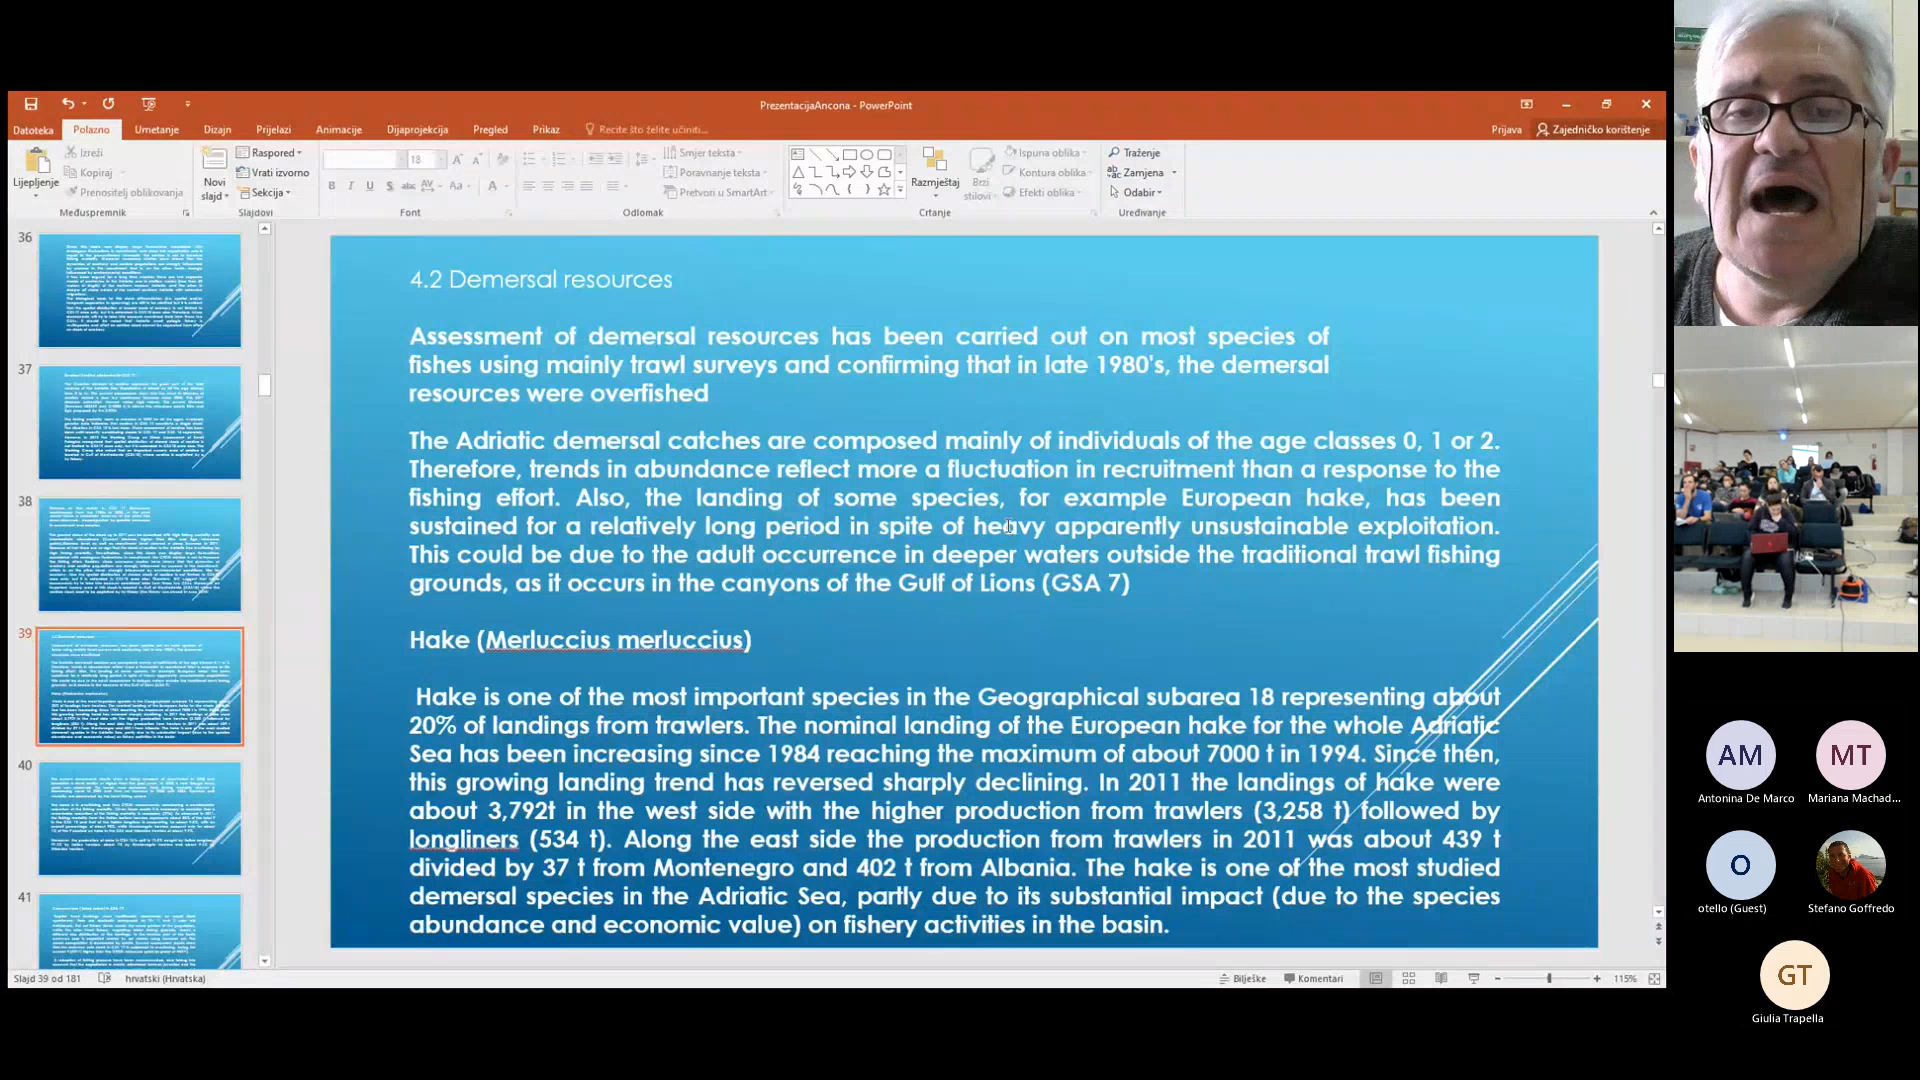 PrezentacijaAncona - PowerPoint
Datoteka Polazno Umetanje Dizajn Prijelazi Animacije Dijaprojekcija Pregled Prikaz Recite što želite učiniti... Prijava Zajedničko korištenje
Lijepljenje
Izreži
Kopiraj
Prenositelj oblikovanja
Međuspremnik
Novi slajd
Raspored
Vrati izvorno
Sekcija
Slajdovi
18
B I U S abc AV Aa A
Font
Smjer teksta
Poravnanje teksta
Pretvori u SmartArt
Odlomak
Razmještaj
Brzi stilovi
Ispuna oblika
Kontura oblika
Efekti oblika
Crtanje
Traženje
Zamjena
Odabir
Uređivanje
36
37
38
39
40
41
4.2 Demersal resources
Assessment of demersal resources has been carried out on most species of
fishes using mainly trawl surveys and confirming that in late 1980's, the demersal
resources were overfished
The Adriatic demersal catches are composed mainly of individuals of the age classes 0, 1 or 2.
Therefore, trends in abundance reflect more a fluctuation in recruitment than a response to the
fishing effort. Also, the landing of some species, for example European hake, has been
sustained for a relatively long period in spite of heavy apparently unsustainable exploitation.
This could be due to the adult occurrence in deeper waters outside the traditional trawl fishing
grounds, as it occurs in the canyons of the Gulf of Lions (GSA 7)
Hake (Merluccius merluccius)
Hake is one of the most important species in the Geographical subarea 18 representing about
20% of landings from trawlers. The nominal landing of the European hake for the whole Adriatic
Sea has been increasing since 1984 reaching the maximum of about 7000 t in 1994. Since then,
this growing landing trend has reversed sharply declining. In 2011 the landings of hake were
about 3,792t in the west side with the higher production from trawlers (3,258 t) followed by
longliners (534 t). Along the east side the production from trawlers in 2011 was about 439 t
divided by 37 t from Montenegro and 402 t from Albania. The hake is one of the most studied
demersal species in the Adriatic Sea, partly due to its substantial impact (due to the species
abundance and economic value) on fishery activities in the basin.
Slajd 39 od 181 hrvatski (Hrvatska) Bilješke Komentari 115%
AM
Antonina De Marco
MT
Mariana Machad...
O
otello (Guest)
Stefano Goffredo
GT
Giulia Trapella